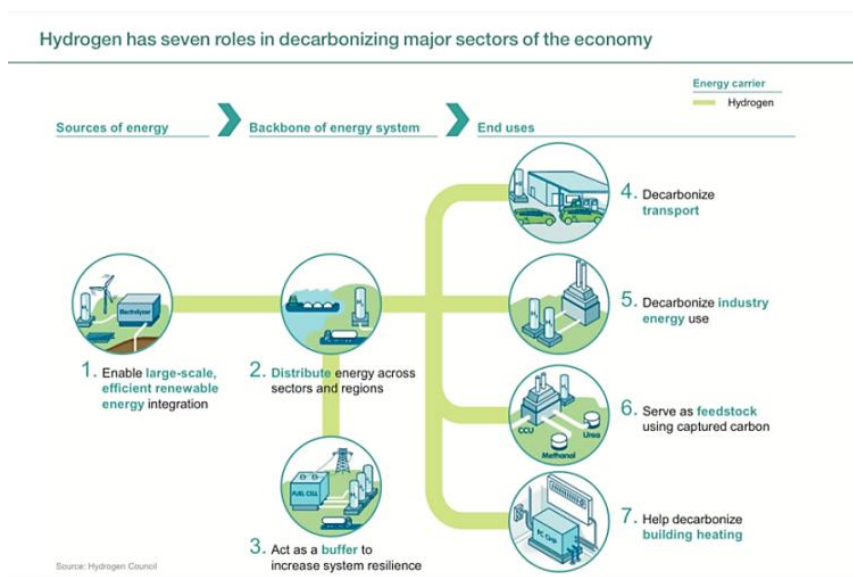 Hydrogen has seven roles in decarbonizing major sectors of the economy
Energy carrier
Hydrogen
Sources of energy
Backbone of energy system
End uses
Electrolyzer
1. Enable large-scale,
efficient renewable
energy integration
2. Distribute energy across
sectors and regions
FUEL CELL
3. Act as a buffer to
increase system resilience
4. Decarbonize
transport
5. Decarbonize industry
energy use
CCU
Urea
Methanol
6. Serve as feedstock
using captured carbon
FC CHP
7. Help decarbonize
building heating
Source: Hydrogen Council